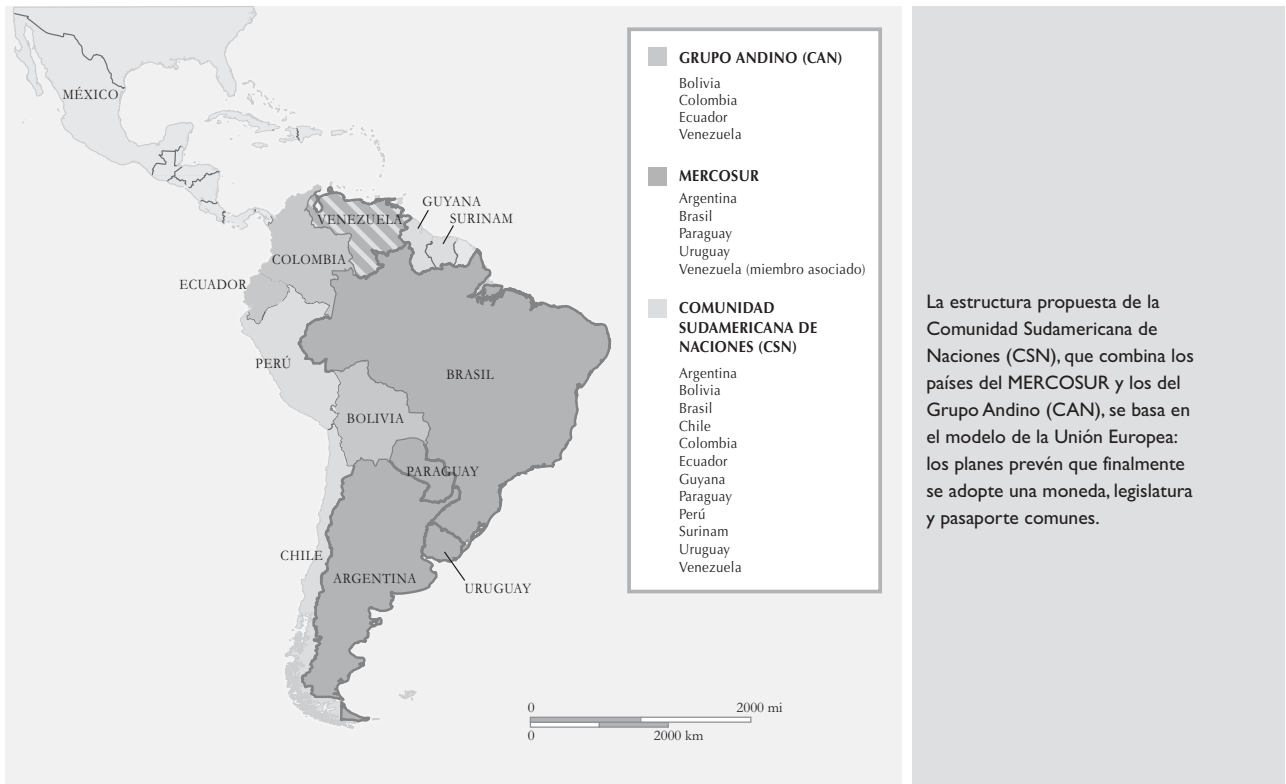 MÉXICO
VENEZUELA
GUYANA
SURINAM
COLOMBIA
ECUADOR
PERÚ
BRASIL
BOLIVIA
PARAGUAY
CHILE
ARGENTINA
URUGUAY
0 2000 mi
0 2000 km
GRUPO ANDINO (CAN)
Bolivia
Colombia
Ecuador
Venezuela
MERCOSUR
Argentina
Brasil
Paraguay
Uruguay
Venezuela (miembro asociado)
COMUNIDAD
SUDAMERICANA DE
NACIONES (CSN)
Argentina
Bolivia
Brasil
Chile
Colombia
Ecuador
Guyana
Paraguay
Perú
Surinam
Uruguay
Venezuela
La estructura propuesta de la
Comunidad Sudamericana de
Naciones (CSN), que combina los
países del MERCOSUR y los del
Grupo Andino (CAN), se basa en
el modelo de la Unión Europea:
los planes prevén que finalmente
se adopte una moneda, legislatura
y pasaporte comunes.